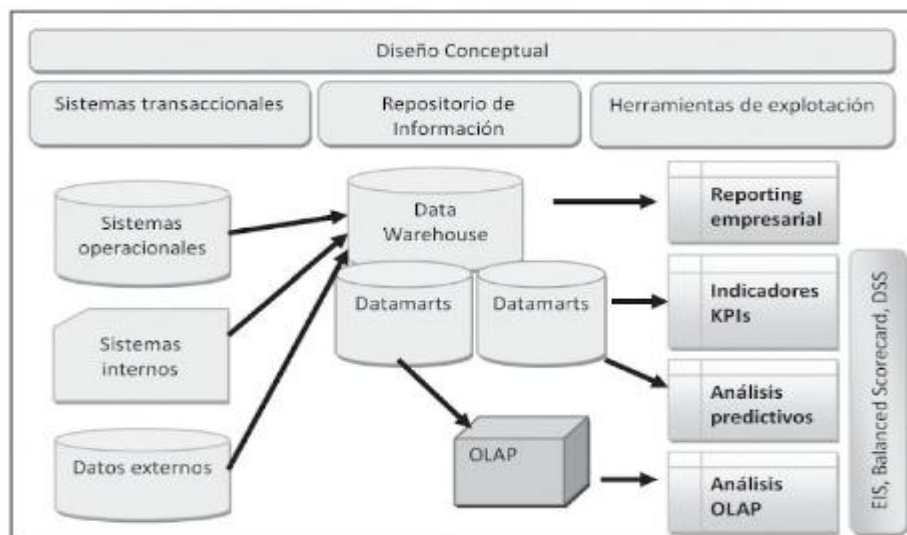 Diseño Conceptual
Sistemas transaccionales
Repositorio de
Información
Herramientas de explotación
Sistemas
operacionales
Data
Warehouse
Reporting
empresarial
Datamarts
Datamarts
Indicadores
KPIs
Sistemas
internos
Análisis
predictivos
Datos externos
OLAP
Análisis
OLAP
EIS, Balanced Scorecard, DSS